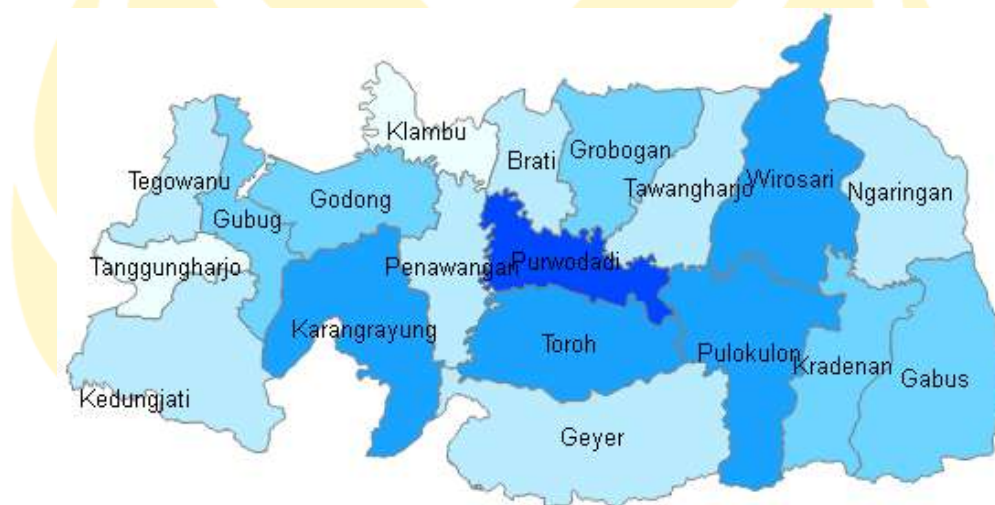 Klambu
Brati
Grobogan
Tegowanu
Godong
Tawangharjo
Wirosari
Ngaringan
Gubug
Tanggungharjo
Penawangan
Purwodadi
Karangrayung
Toroh
Pulokulon
Kradenan
Gabus
Kedungjati
Geyer